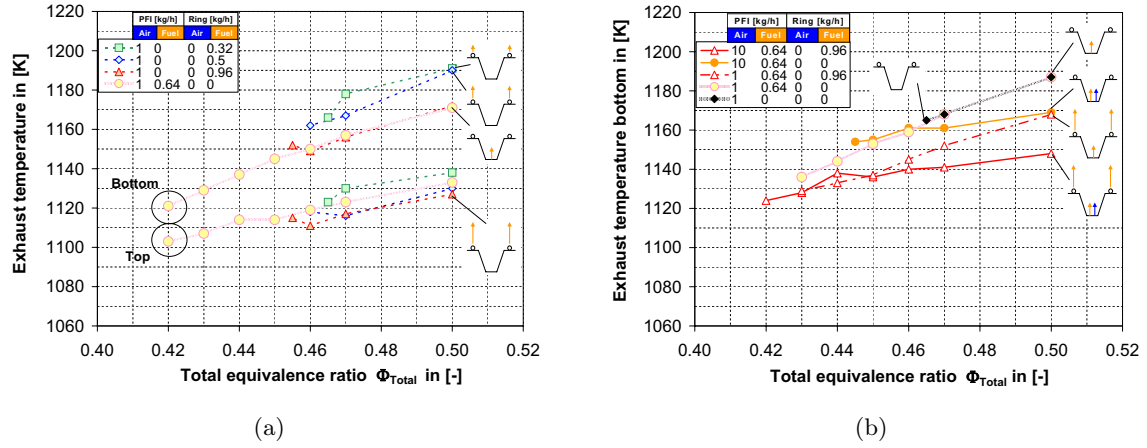 PFI [kg/h] Ring [kg/h]
Air Fuel Air Fuel
1 0 0 0.32
1 0 0 0.5
1 0 0 0.96
1 0.64 0 0
Exhaust temperature in [K]
1220
1200
1180
1160
1140
1120
1100
1080
1060
Bottom
Top
0.40 0.42 0.44 0.46 0.48 0.50 0.52
Total equivalence ratio Φ_Total in [-]
(a)
PFI [kg/h] Ring [kg/h]
Air Fuel Air Fuel
10 0.64 0 0.96
10 0.64 0 0
1 0.64 0 0.96
1 0.64 0 0
1 0 0 0
Exhaust temperature bottom in [K]
1220
1200
1180
1160
1140
1120
1100
1080
1060
0.40 0.42 0.44 0.46 0.48 0.50 0.52
Total equivalence ratio Φ_Total in [-]
(b)